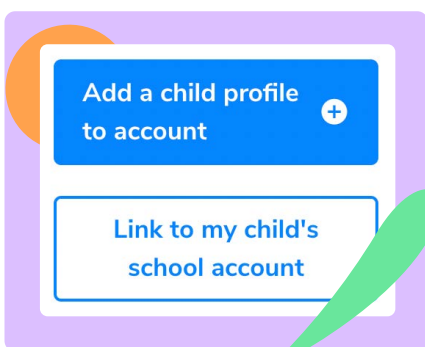 Add a child profile
to account
Link to my child's
school account